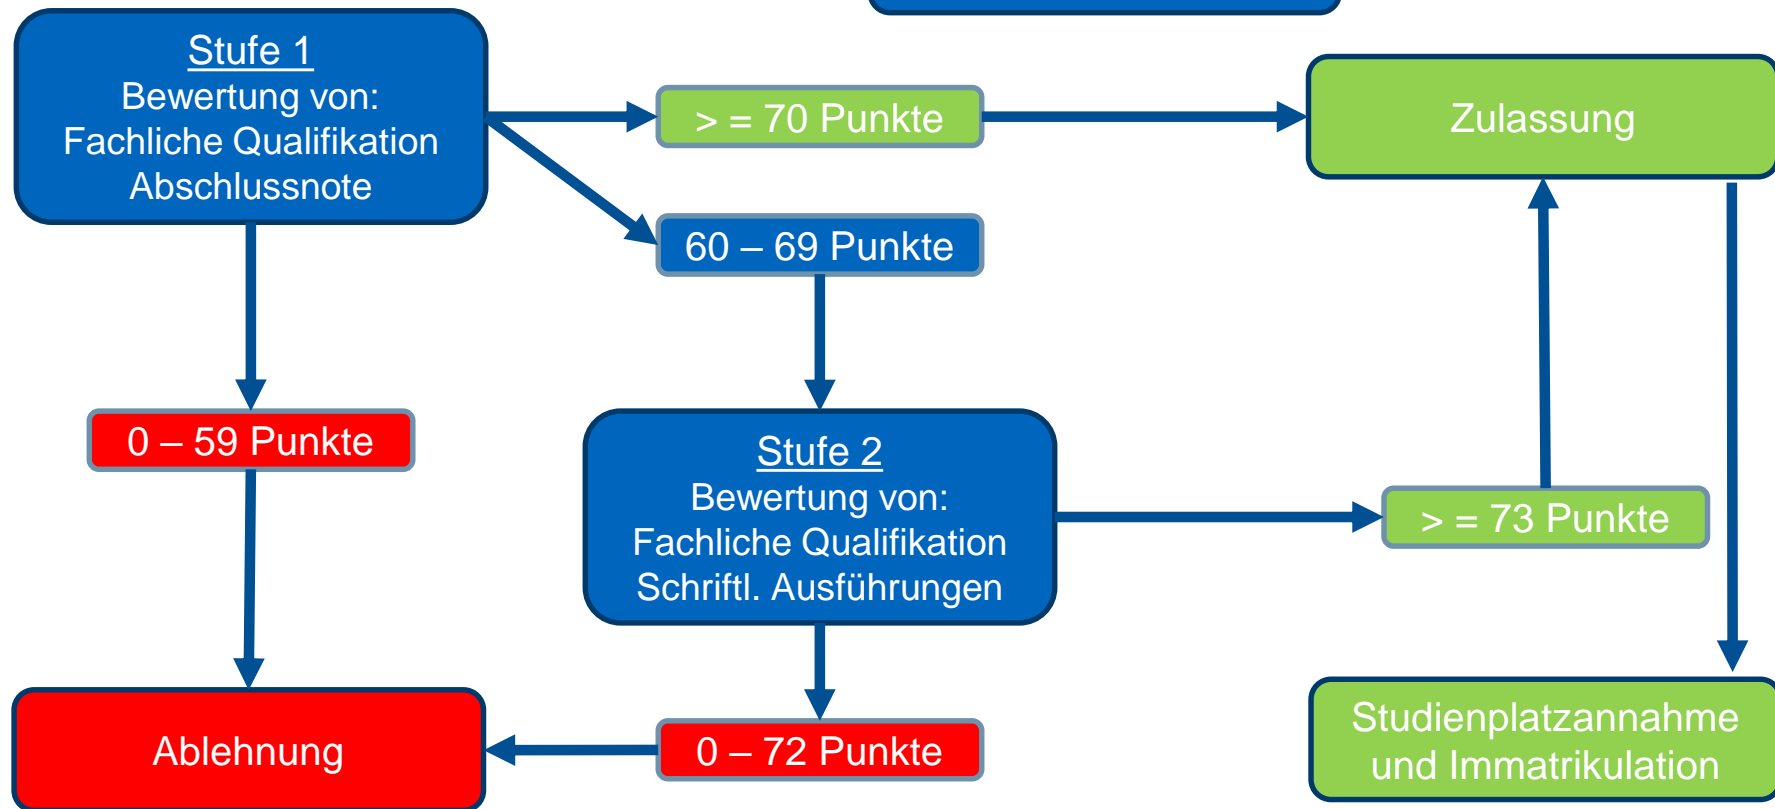 Stufe 1
Bewertung von:
Fachliche Qualifikation
Abschlussnote
> = 70 Punkte
Zulassung
60 – 69 Punkte
0 – 59 Punkte
Stufe 2
Bewertung von:
Fachliche Qualifikation
Schriftl. Ausführungen
> = 73 Punkte
Ablehnung
0 – 72 Punkte
Studienplatzannahme
und Immatrikulation